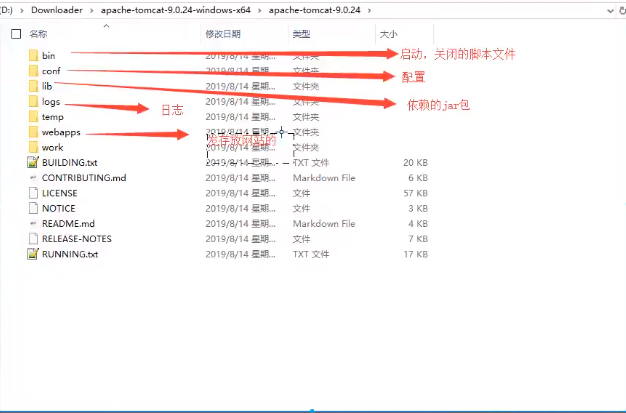 (D:) › Downloader › apache-tomcat-9.0.24-windows-x64 › apache-tomcat-9.0.24 ›
名称 修改日期 类型 大小
bin 2019/8/14 星期... 文件夹 启动，关闭的脚本文件
conf 2019/8/14 星期... 文件夹 配置
lib 2019/8/14 星期... 文件夹 依赖的jar包
logs 2019/8/14 星期... 文件夹 日志
temp 2019/8/14 星期... 文件夹
webapps 2019/8/14 星期... 文件夹 存放网站的
work 2019/8/14 星期... 文件夹
BUILDING.txt 2019/8/14 星期... TXT 文件 20 KB
CONTRIBUTING.md 2019/8/14 星期... Markdown File 6 KB
LICENSE 2019/8/14 星期... 文件 57 KB
NOTICE 2019/8/14 星期... 文件 3 KB
README.md 2019/8/14 星期... Markdown File 4 KB
RELEASE-NOTES 2019/8/14 星期... 文件 7 KB
RUNNING.txt 2019/8/14 星期... TXT 文件 17 KB